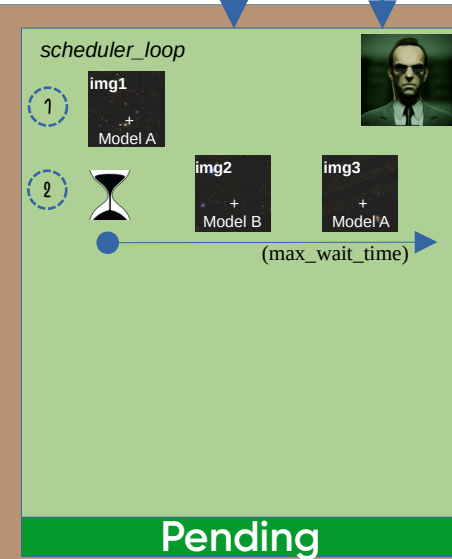 scheduler_loop
1
img1
+
Model A
2
img2
+
Model B
img3
+
Model A
(max_wait_time)
Pending